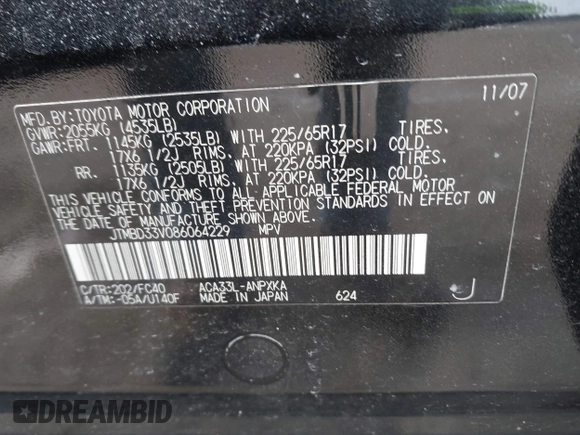 MFD.BY:TOYOTA MOTOR CORPORATION 11/07
GVWR:2055KG (4535LB)
GAWR:FRT. 1145KG (2535LB) WITH 225/65R17 TIRES,
17X6 1/2J RIMS, AT 220KPA (32PSI) COLD.
RR. 1135KG (2505LB) WITH 225/65R17 TIRES,
17X6 1/2J RIMS, AT 220KPA (32PSI) COLD.
THIS VEHICLE CONFORMS TO ALL APPLICABLE FEDERAL MOTOR
VEHICLE SAFETY AND THEFT PREVENTION STANDARDS IN EFFECT ON
THE DATE OF MANUFACTURE SHOWN ABOVE.
JTMBD33V086064229 MPV
C/TR:202/FC40 ACA33L-ANPXKA
A/TM:-05A/U140F MADE IN JAPAN 624 J
DREAMBID